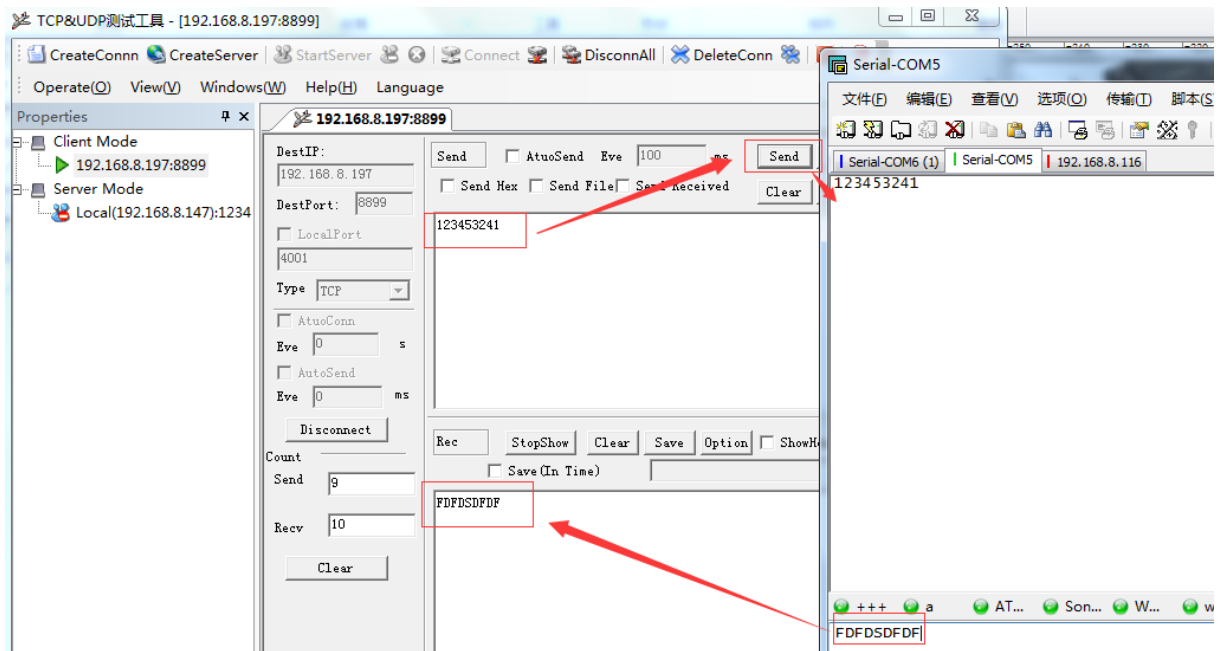 TCP&UDP测试工具 - [192.168.8.197:8899]
CreateConnn CreateServer StartServer Connect DisconnAll DeleteConn
Operate(O) View(V) Windows(W) Help(H) Language
Properties
Client Mode
192.168.8.197:8899
Server Mode
Local(192.168.8.147):1234
192.168.8.197:8899
DestIP:
192.168.8.197
DestPort: 8899
LocalPort
4001
Type TCP
AtuoConn
Eve 0 s
AutoSend
Eve 0 ms
Disconnect
Count
Send 9
Recv 10
Clear
Send AtuoSend Eve 100 ms Send
Send Hex Send File Send Received Clear
123453241
Rec StopShow Clear Save Option
Save(In Time)
FDFDSDFDF
Serial-COM5
文件(F) 编辑(E) 查看(V) 选项(O) 传输(T) 脚本(S
Serial-COM6 (1) Serial-COM5 192.168.8.116
123453241
+++ a AT... Son... W... w
FDFDSDFDF